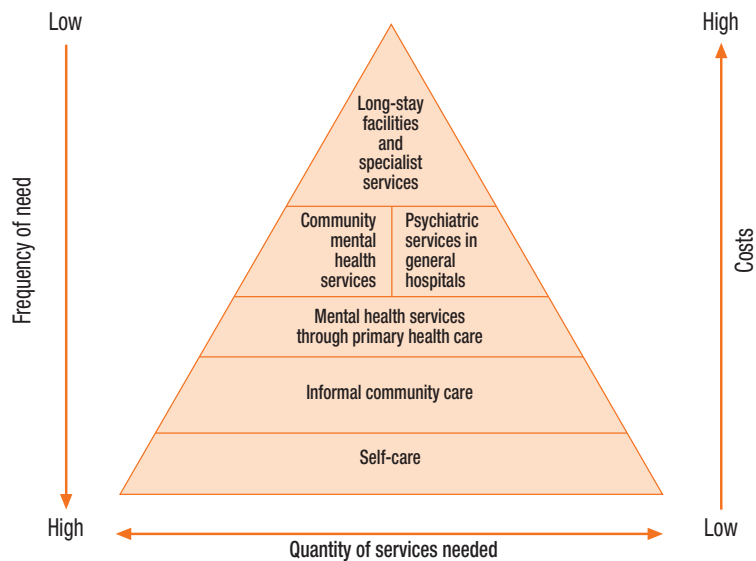 Low
High
Long-stay
facilities
and
specialist
services
Community
mental
health
services
Psychiatric
services in
general
hospitals
Frequency of need
Costs
Mental health services
through primary health care
Informal community care
Self-care
High
Low
Quantity of services needed